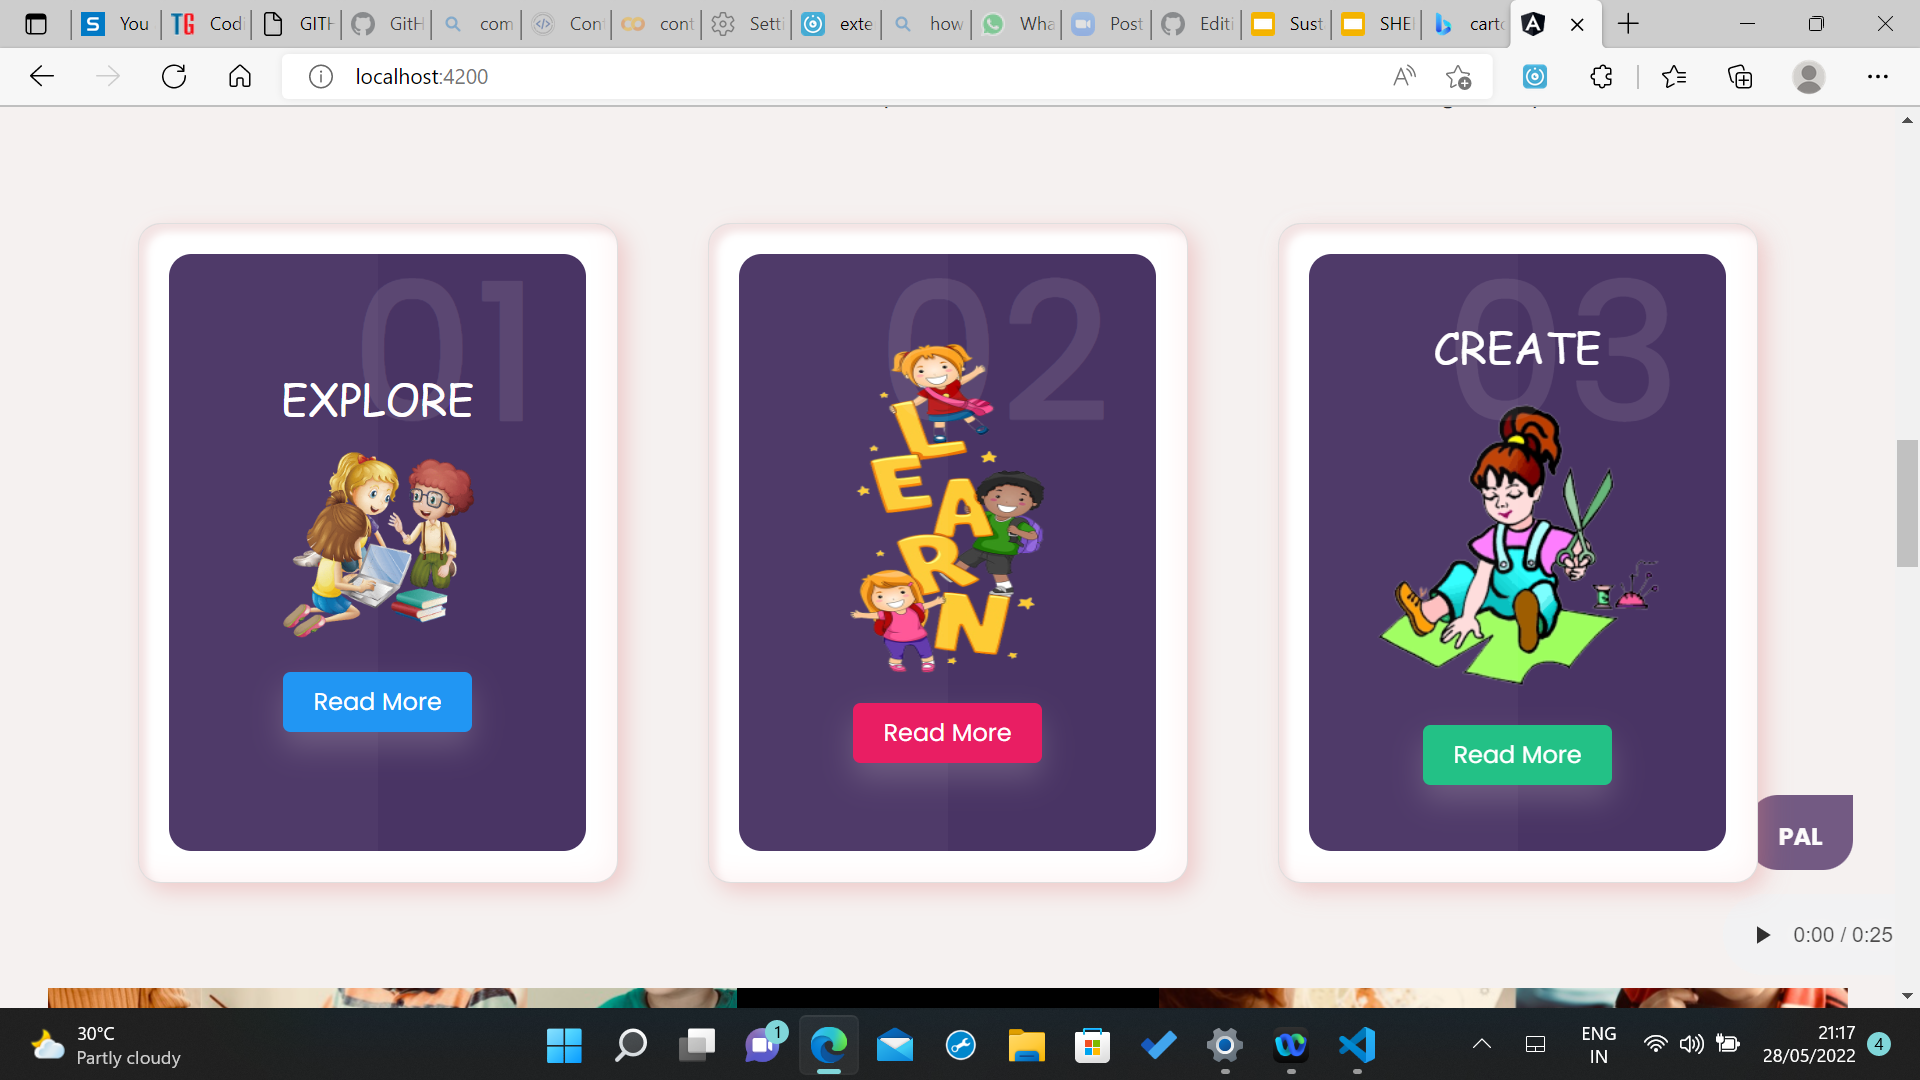 You
Codi
GITH
GitH
com
Con
cont
Setti
exte
how
Wha
Post
Editi
Sust
SHE
carto
localhost:4200
01
EXPLORE
Read More
02
LEARN
Read More
03
CREATE
Read More
PAL
0:00 / 0:25
30°C
Partly cloudy
1
ENG
IN
21:17
28/05/2022
4